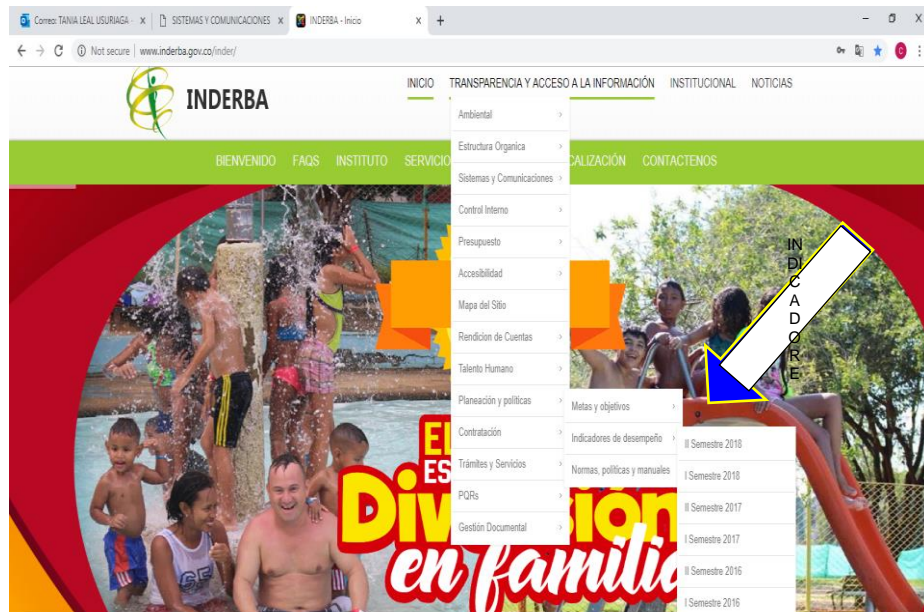 Correo: TANIA LEAL USURIAGA -
SISTEMAS Y COMUNICACIONES
INDERBA - Inicio
Not secure | www.inderba.gov.co/inder/
INDERBA
INICIO TRANSPARENCIA Y ACCESO A LA INFORMACIÓN INSTITUCIONAL NOTICIAS
BIENVENIDO FAQS INSTITUTO SERVICIO CALIZACIÓN CONTACTENOS
Ambiental
Estructura Organica
Sistemas y Comunicaciones
Control Interno
Presupuesto
Accesibilidad
Mapa del Sitio
Rendicion de Cuentas
Talento Humano
Planeación y políticas
Contratación
Trámites y Servicios
PQRs
Gestión Documental
Metas y objetivos
Indicadores de desempeño
Normas, políticas y manuales
II Semestre 2018
I Semestre 2018
II Semestre 2017
I Semestre 2017
II Semestre 2016
I Semestre 2016
IN
DI
C
A
D
O
R
E
ES
Div ión
en familia